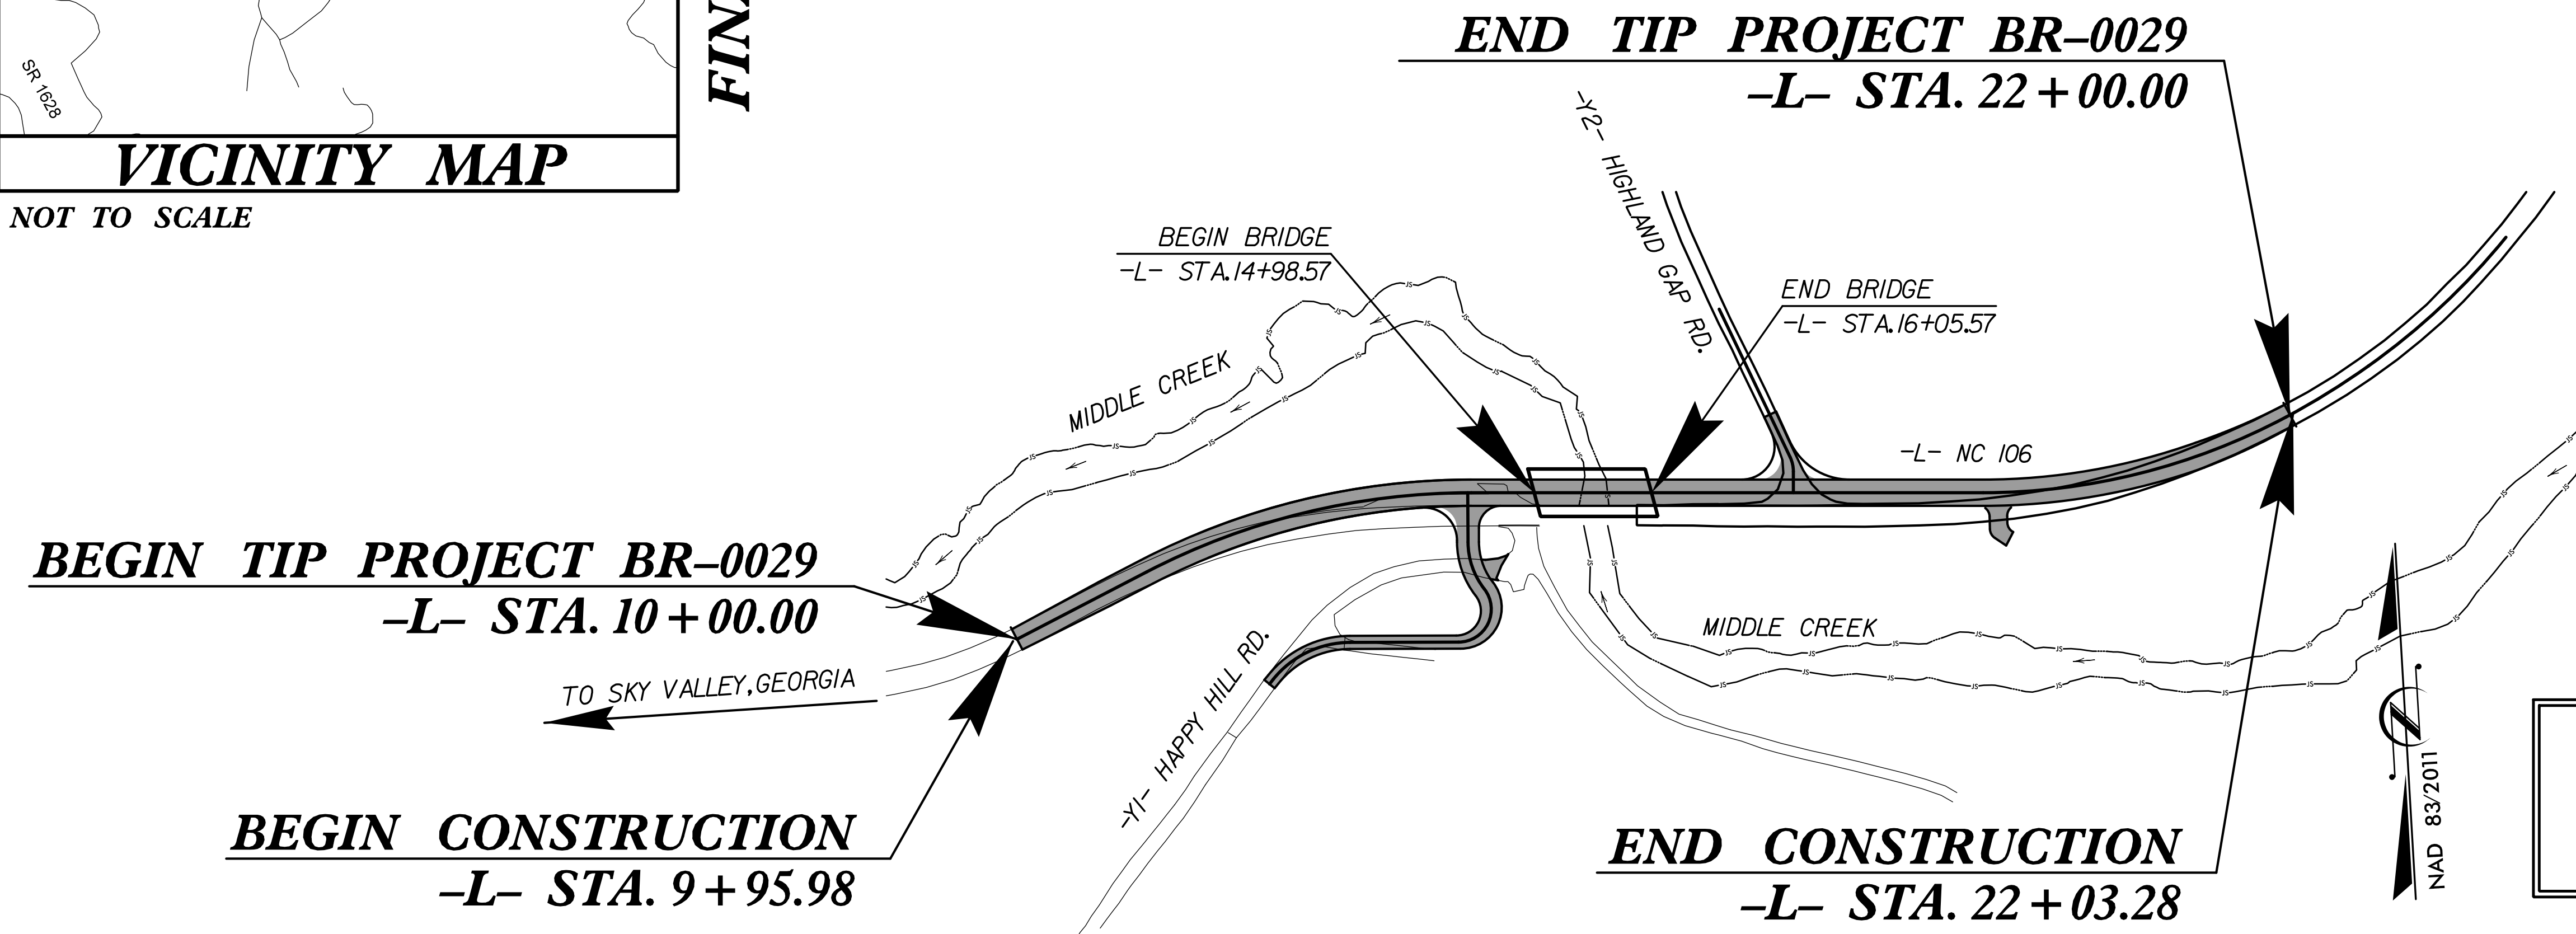 SR 1628
VICINITY MAP
NOT TO SCALE
END TIP PROJECT BR–0029
–L– STA. 22+00.00
-Y2- HIGHLAND GAP RD.
BEGIN BRIDGE
-L- STA.14+98.57
END BRIDGE
-L- STA.16+05.57
MIDDLE CREEK
-L- NC 106
BEGIN TIP PROJECT BR–0029
–L– STA. 10+00.00
TO SKY VALLEY,GEORGIA
-Y1- HAPPY HILL RD.
MIDDLE CREEK
BEGIN CONSTRUCTION
–L– STA. 9+95.98
END CONSTRUCTION
–L– STA. 22+03.28
NAD 83/2011